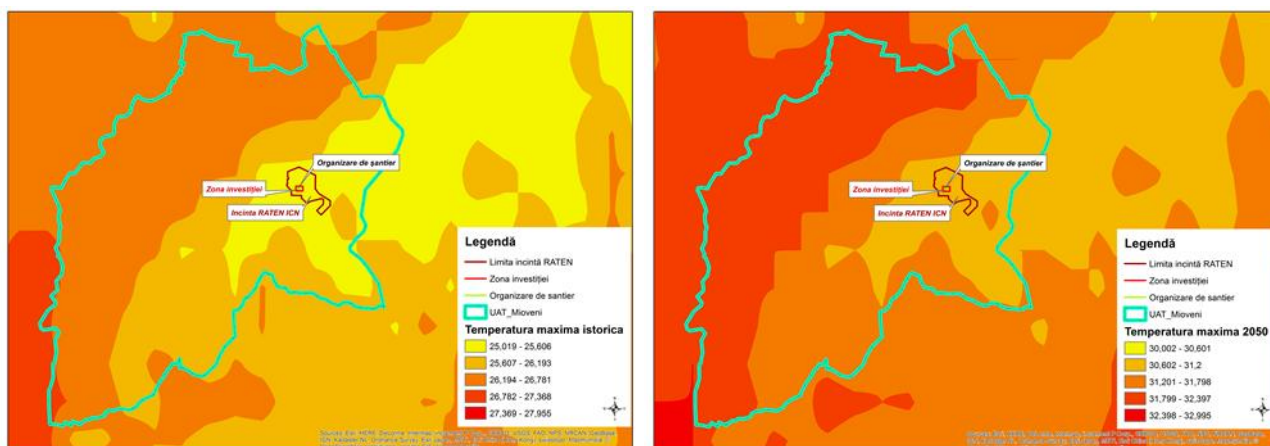 Organizare de șantier
Zona investiției
Incinta RATEN ICN
Legendă
Limita incintă RATEN
Zona investiției
Organizare de santier
UAT_Mioveni
Temperatura maxima istorica
25,019 - 25,606
25,607 - 26,193
26,194 - 26,781
26,782 - 27,368
27,369 - 27,955
Organizare de șantier
Zona investiției
Incinta RATEN ICN
Legendă
Limita incintă RATEN
Zona investiției
Organizare de santier
UAT_Mioveni
Temperatura maxima 2050
30,002 - 30,601
30,602 - 31,2
31,201 - 31,798
31,799 - 32,397
32,398 - 32,995